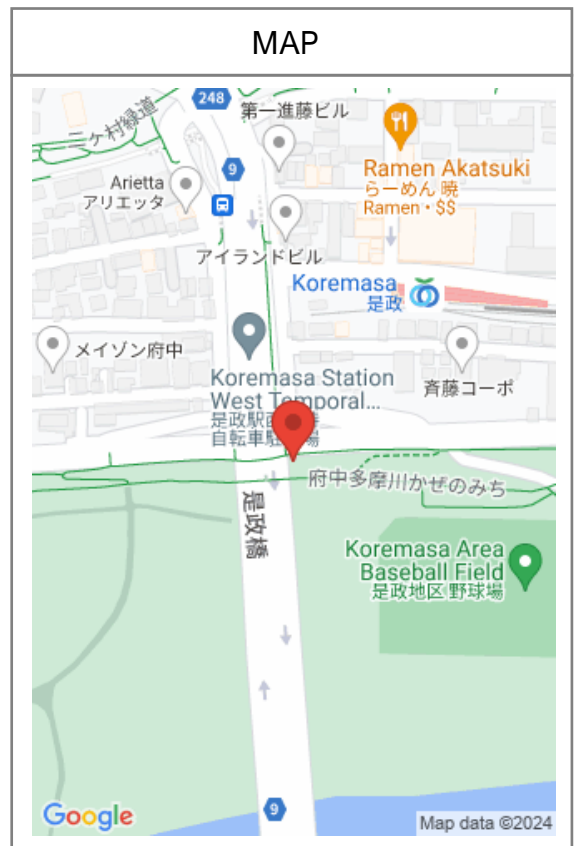 MAP
248
第一進藤ビル
二ヶ村緑道
9
Ramen Akatsuki
らーめん 暁
Ramen・$$
Arietta
アリエッタ
アイランドビル
Koremasa
是政
メイゾン府中
Koremasa Station
West Temporal...
是政駅西
自転車駐 場
斉藤コーポ
府中多摩川かぜのみち
是政橋
Koremasa Area
Baseball Field
是政地区 野球場
9
Google
Map data ©2024